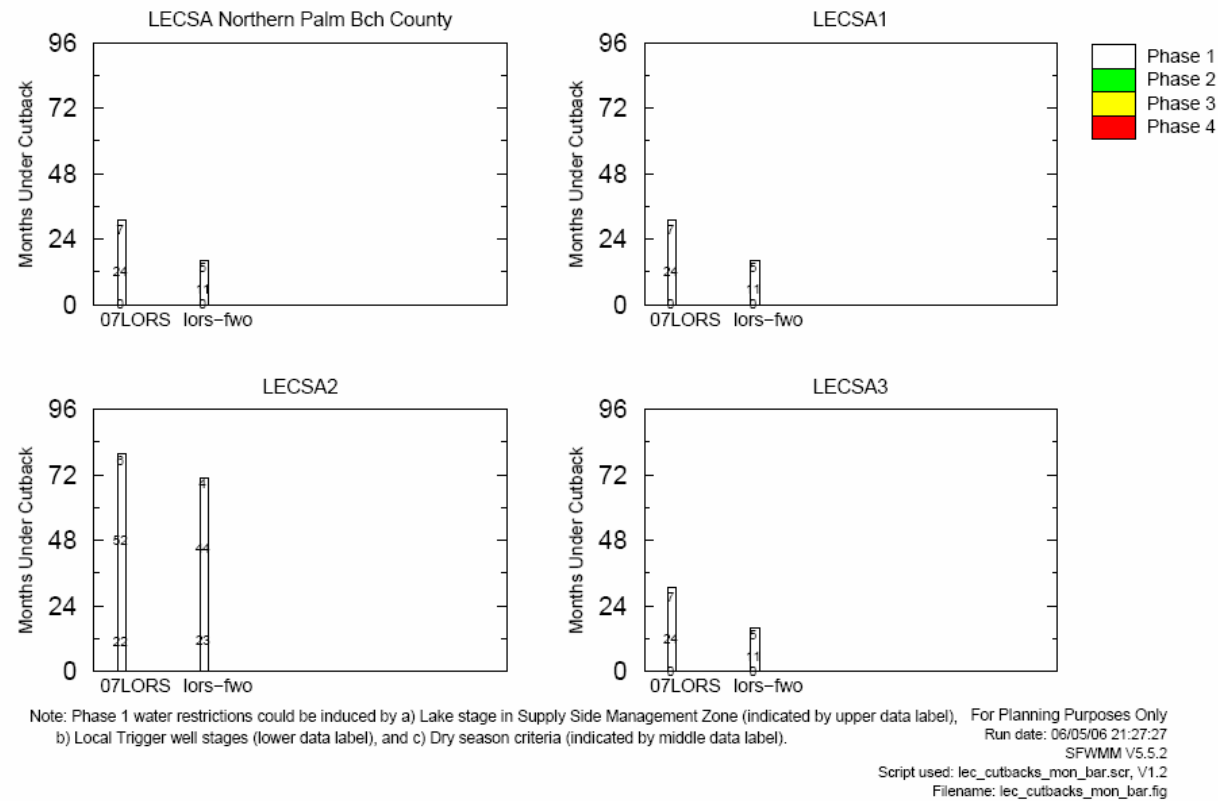 LECSA Northern Palm Bch County
96
72
48
24
0
Months Under Cutback
7
24
0
5
11
0
07LORS lors-fwo
LECSA1
96
72
48
24
0
Months Under Cutback
7
24
0
5
11
0
07LORS lors-fwo
Phase 1
Phase 2
Phase 3
Phase 4
LECSA2
96
72
48
24
0
Months Under Cutback
52
22
4
44
23
07LORS lors-fwo
LECSA3
96
72
48
24
0
Months Under Cutback
7
24
0
5
11
0
07LORS lors-fwo
Note: Phase 1 water restrictions could be induced by a) Lake stage in Supply Side Management Zone (indicated by upper data label),
b) Local Trigger well stages (lower data label), and c) Dry season criteria (indicated by middle data label).
For Planning Purposes Only
Run date: 06/05/06 21:27:27
SFWMM V5.5.2
Script used: lec_cutbacks_mon_bar.scr, V1.2
Filename: lec_cutbacks_mon_bar.fig